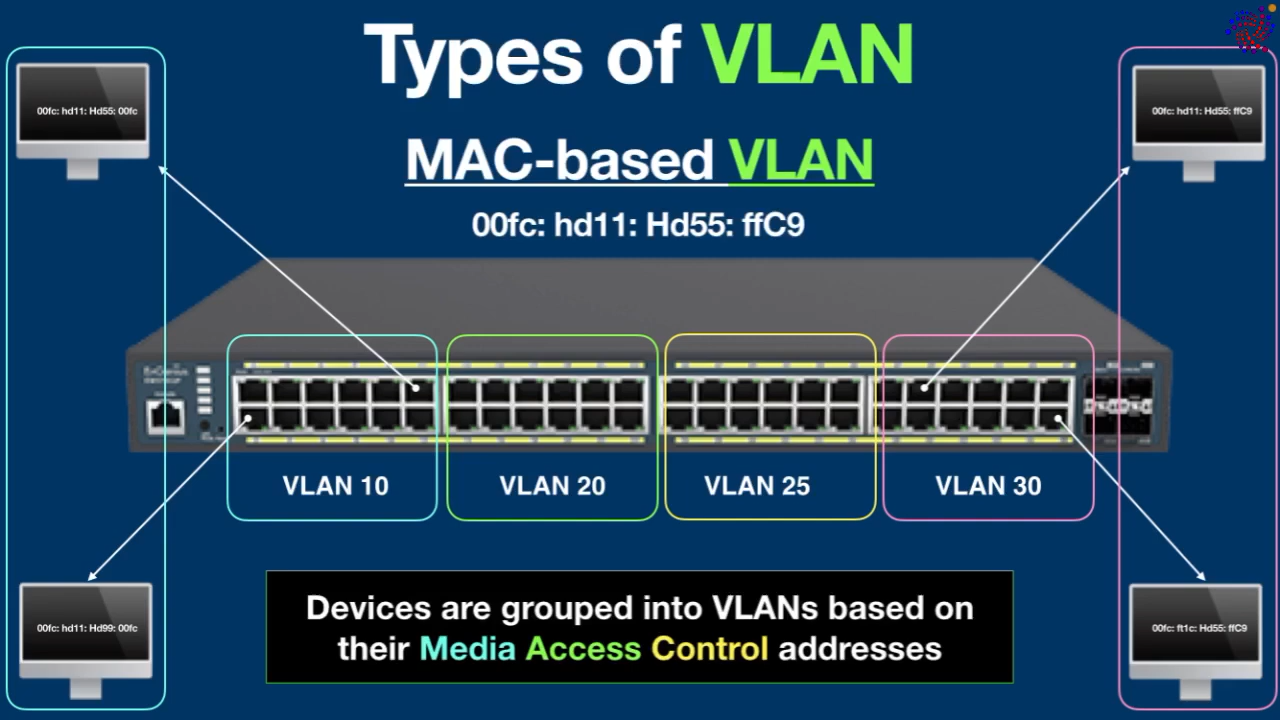 Types of VLAN
MAC-based VLAN
00fc: hd11: Hd55: ffC9
00fc: hd11: Hd55: 00fc
00fc: hd11: Hd55: ffC9
VLAN 10
VLAN 20
VLAN 25
VLAN 30
00fc: hd11: Hd99: 00fc
00fc: ft1c: Hd55: ffC9
Devices are grouped into VLANs based on
their Media Access Control addresses